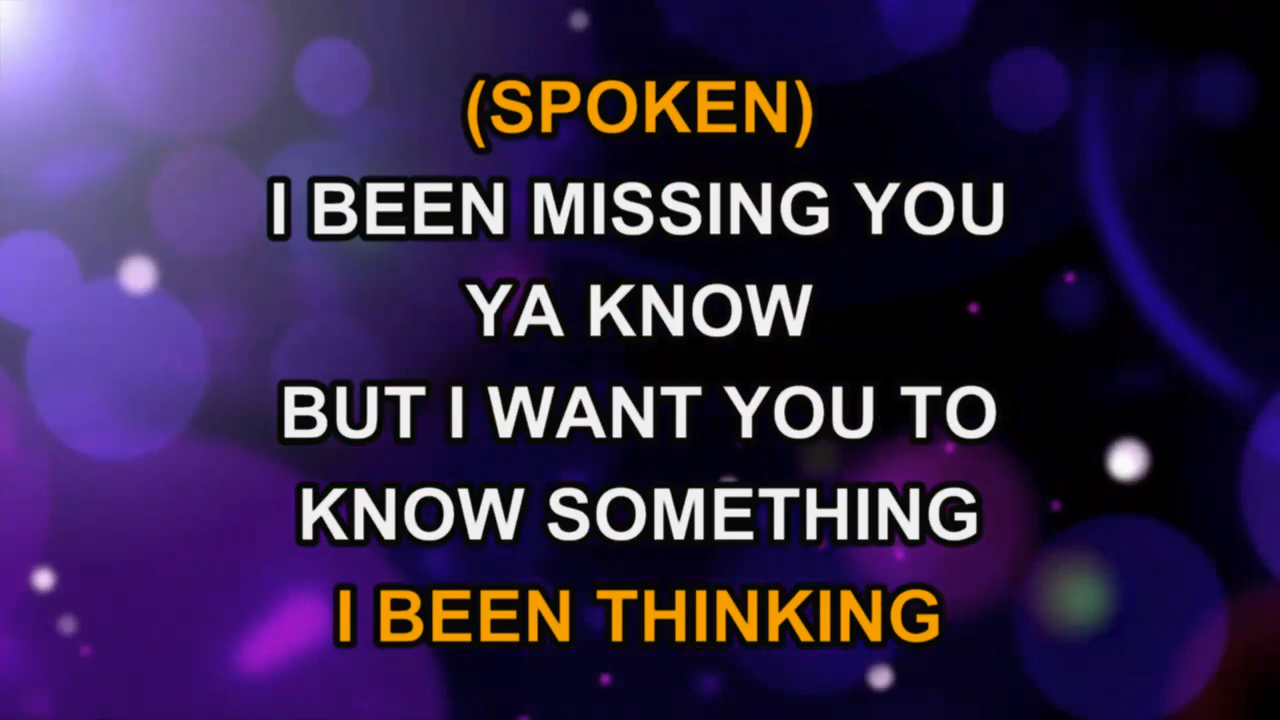 (SPOKEN)
I BEEN MISSING YOU
YA KNOW
BUT I WANT YOU TO
KNOW SOMETHING
I BEEN THINKING